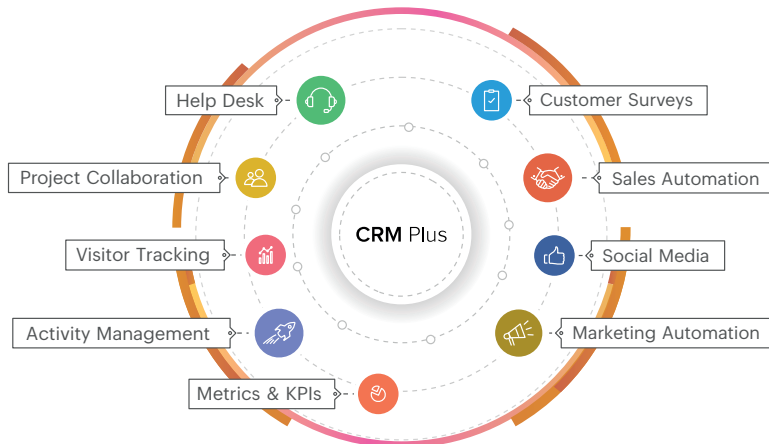 Help Desk
Customer Surveys
Project Collaboration
Sales Automation
CRM Plus
Visitor Tracking
Social Media
Activity Management
Marketing Automation
Metrics & KPIs